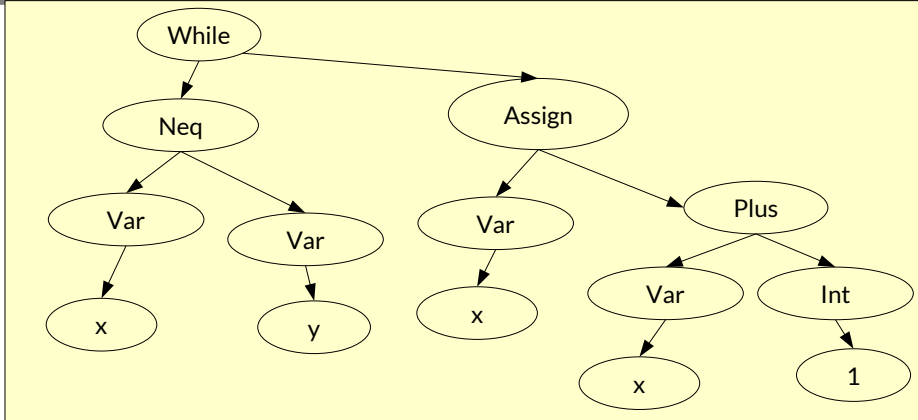 While
Neq
Assign
Var
Var
Var
Plus
x
y
x
Var
Int
x
1